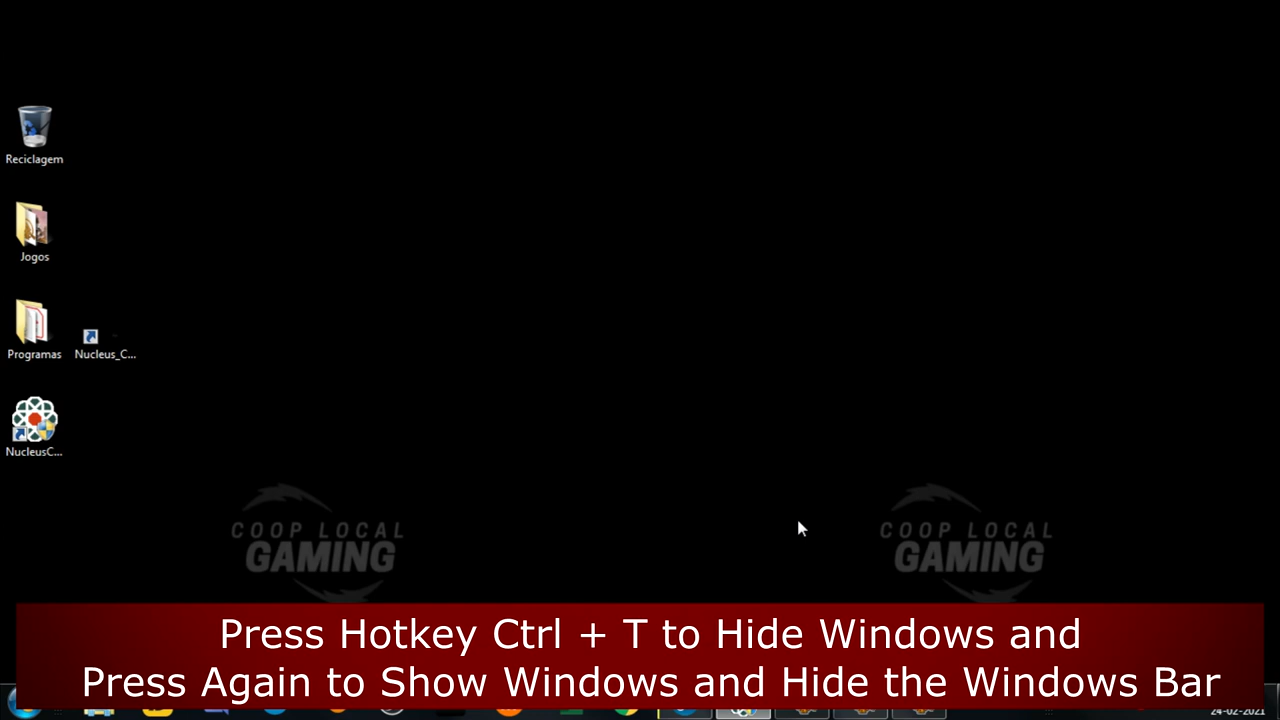 Reciclagem
Jogos
Programas
Nucleus_C...
NucleusC...
COOP LOCAL
GAMING
COOP LOCAL
GAMING
Press Hotkey Ctrl + T to Hide Windows and
Press Again to Show Windows and Hide the Windows Bar
24-02-2021